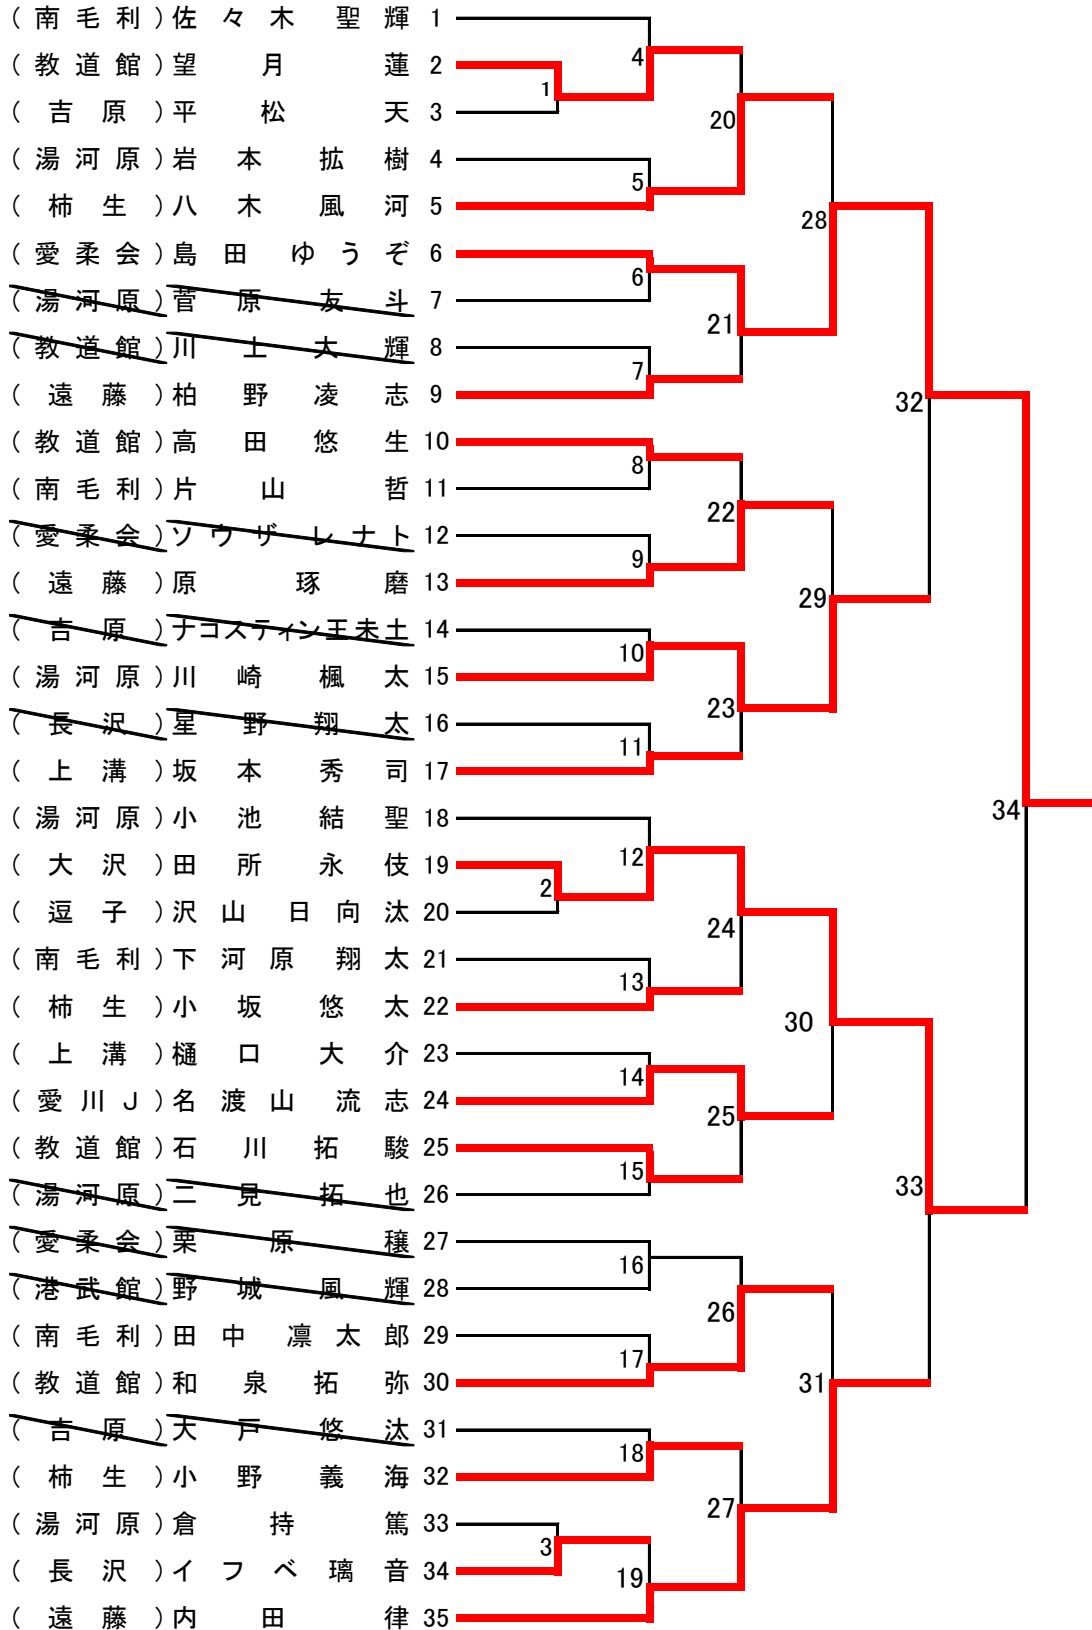 (南毛利)佐々木 聖輝 1
(教道館)望月 蓮 2
(吉原)平松 天 3
(湯河原)岩本 拡樹 4
(柿生)八木 風河 5
(愛柔会)島田 ゆうぞ 6
(湯河原)菅原 友斗 7
(教道館)川上大輝 8
(遠藤)柏野凌志 9
(教道館)高田悠生 10
(南毛利)片山 哲 11
(愛柔会)ソウザ レナト 12
(遠藤)原 琢磨 13
(吉原)ナコスティン王未土 14
(湯河原)川崎楓太 15
(長沢)星野翔太 16
(上溝)坂本秀司 17
(湯河原)小池結聖 18
(大沢)田所永伎 19
(逗子)沢山日向汰 20
(南毛利)下河原翔太 21
(柿生)小坂悠太 22
(上溝)樋口大介 23
(愛川J)名渡山流志 24
(教道館)石川拓駿 25
(湯河原)二見拓也 26
(愛柔会)栗原 穣 27
(港武館)野城風輝 28
(南毛利)田中凛太郎 29
(教道館)和泉拓弥 30
(吉原)大戸悠汰 31
(柿生)小野義海 32
(湯河原)倉持 篤 33
(長沢)イフベ璃音 34
(遠藤)内田 律 35
1
2
3
4
5
6
7
8
9
10
11
12
13
14
15
16
17
18
19
20
21
22
23
24
25
26
27
28
29
30
31
32
33
34